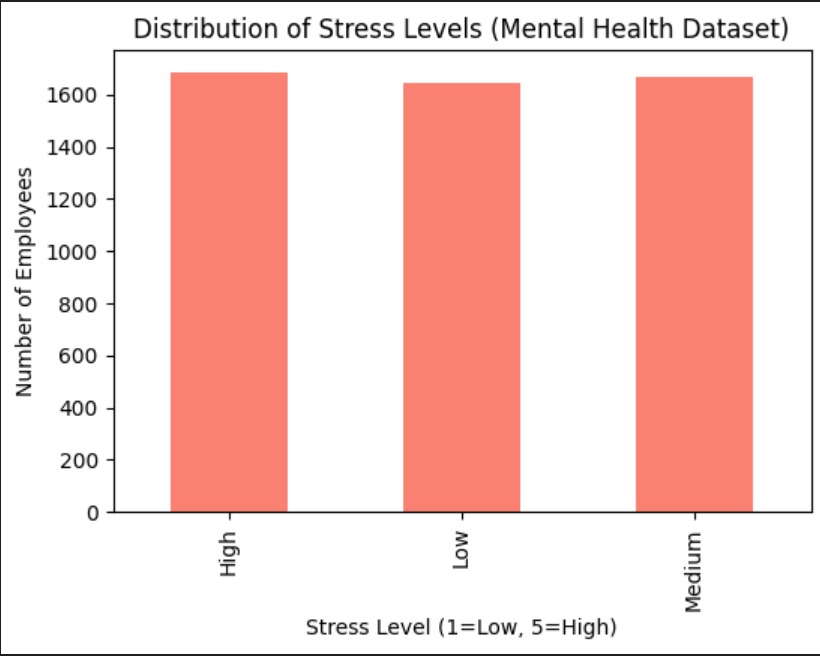 Distribution of Stress Levels (Mental Health Dataset)
Number of Employees
1600
1400
1200
1000
800
600
400
200
0
High
Low
Medium
Stress Level (1=Low, 5=High)